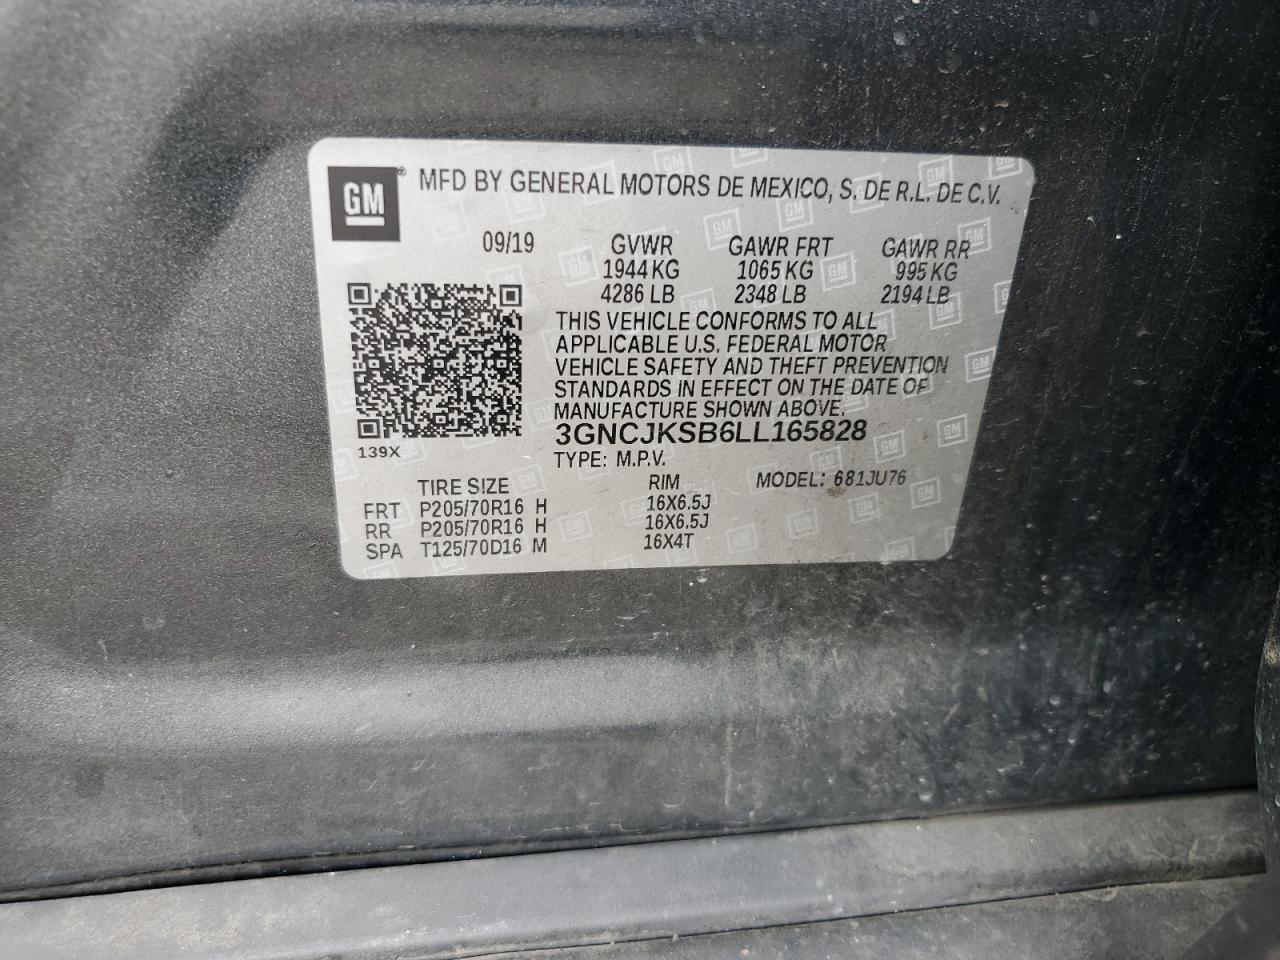 GM®
MFD BY GENERAL MOTORS DE MEXICO, S. DE R.L. DE C.V.
09/19 GVWR GAWR FRT GAWR RR
1944 KG 1065 KG 995 KG
4286 LB 2348 LB 2194 LB
THIS VEHICLE CONFORMS TO ALL
APPLICABLE U.S. FEDERAL MOTOR
VEHICLE SAFETY AND THEFT PREVENTION
STANDARDS IN EFFECT ON THE DATE OF
MANUFACTURE SHOWN ABOVE.
3GNCJKSB6LL165828
139X
TYPE: M.P.V.
TIRE SIZE RIM MODEL: 681JU76
FRT P205/70R16 H 16X6.5J
RR P205/70R16 H 16X6.5J
SPA T125/70D16 M 16X4T